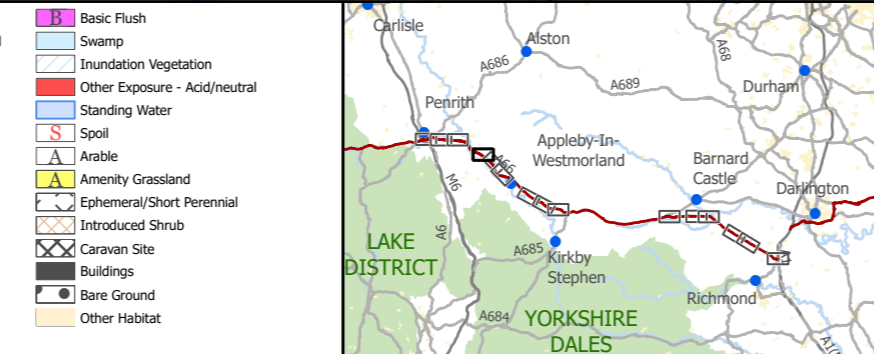 B Basic Flush
Swamp
Inundation Vegetation
Other Exposure - Acid/neutral
Standing Water
S Spoil
A Arable
A Amenity Grassland
Ephemeral/Short Perennial
Introduced Shrub
Caravan Site
Buildings
Bare Ground
Other Habitat
Carlisle
Alston
A686
A68
A689
Durham
Penrith
Appleby-In-
Westmorland
A66
Barnard
Castle
Darlington
M6
A6
LAKE
DISTRICT
A685
Kirkby
Stephen
Richmond
A684
YORKSHIRE
DALES